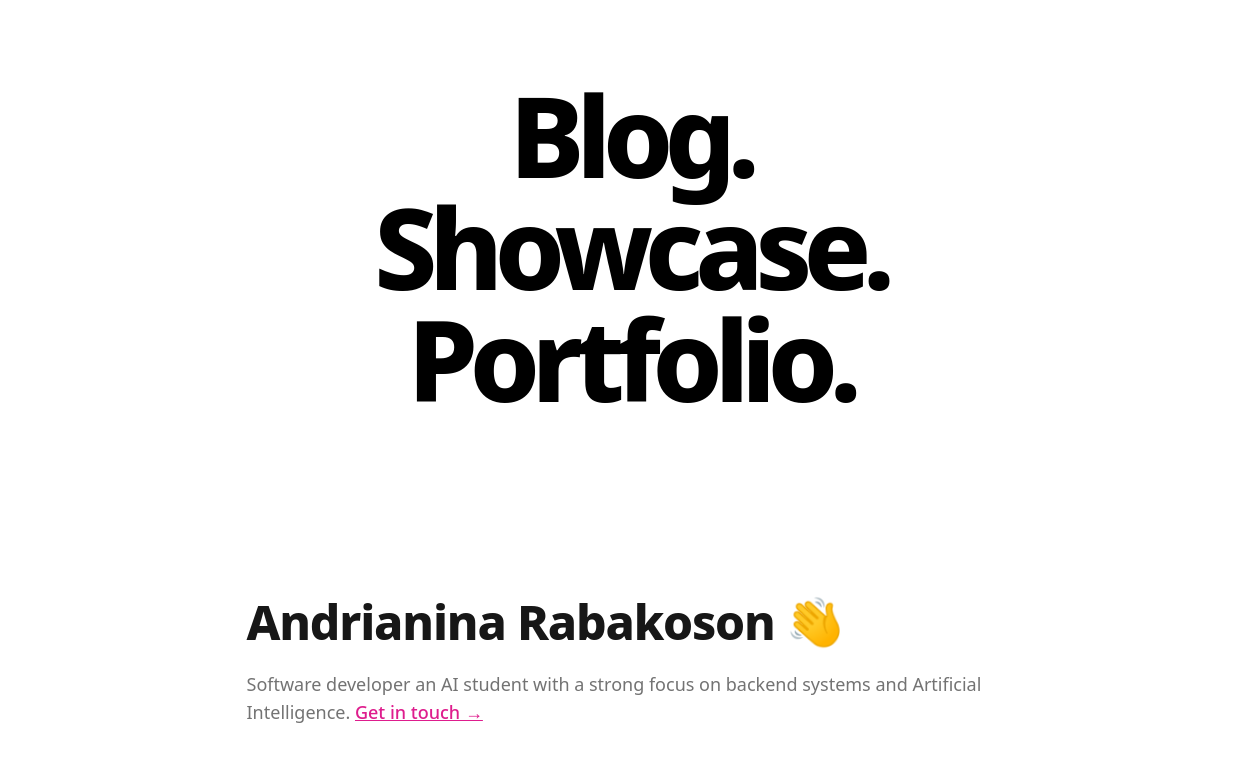 Blog.
Showcase.
Portfolio.
Andrianina Rabakoson 👋
Software developer an AI student with a strong focus on backend systems and Artificial
Intelligence. Get in touch →